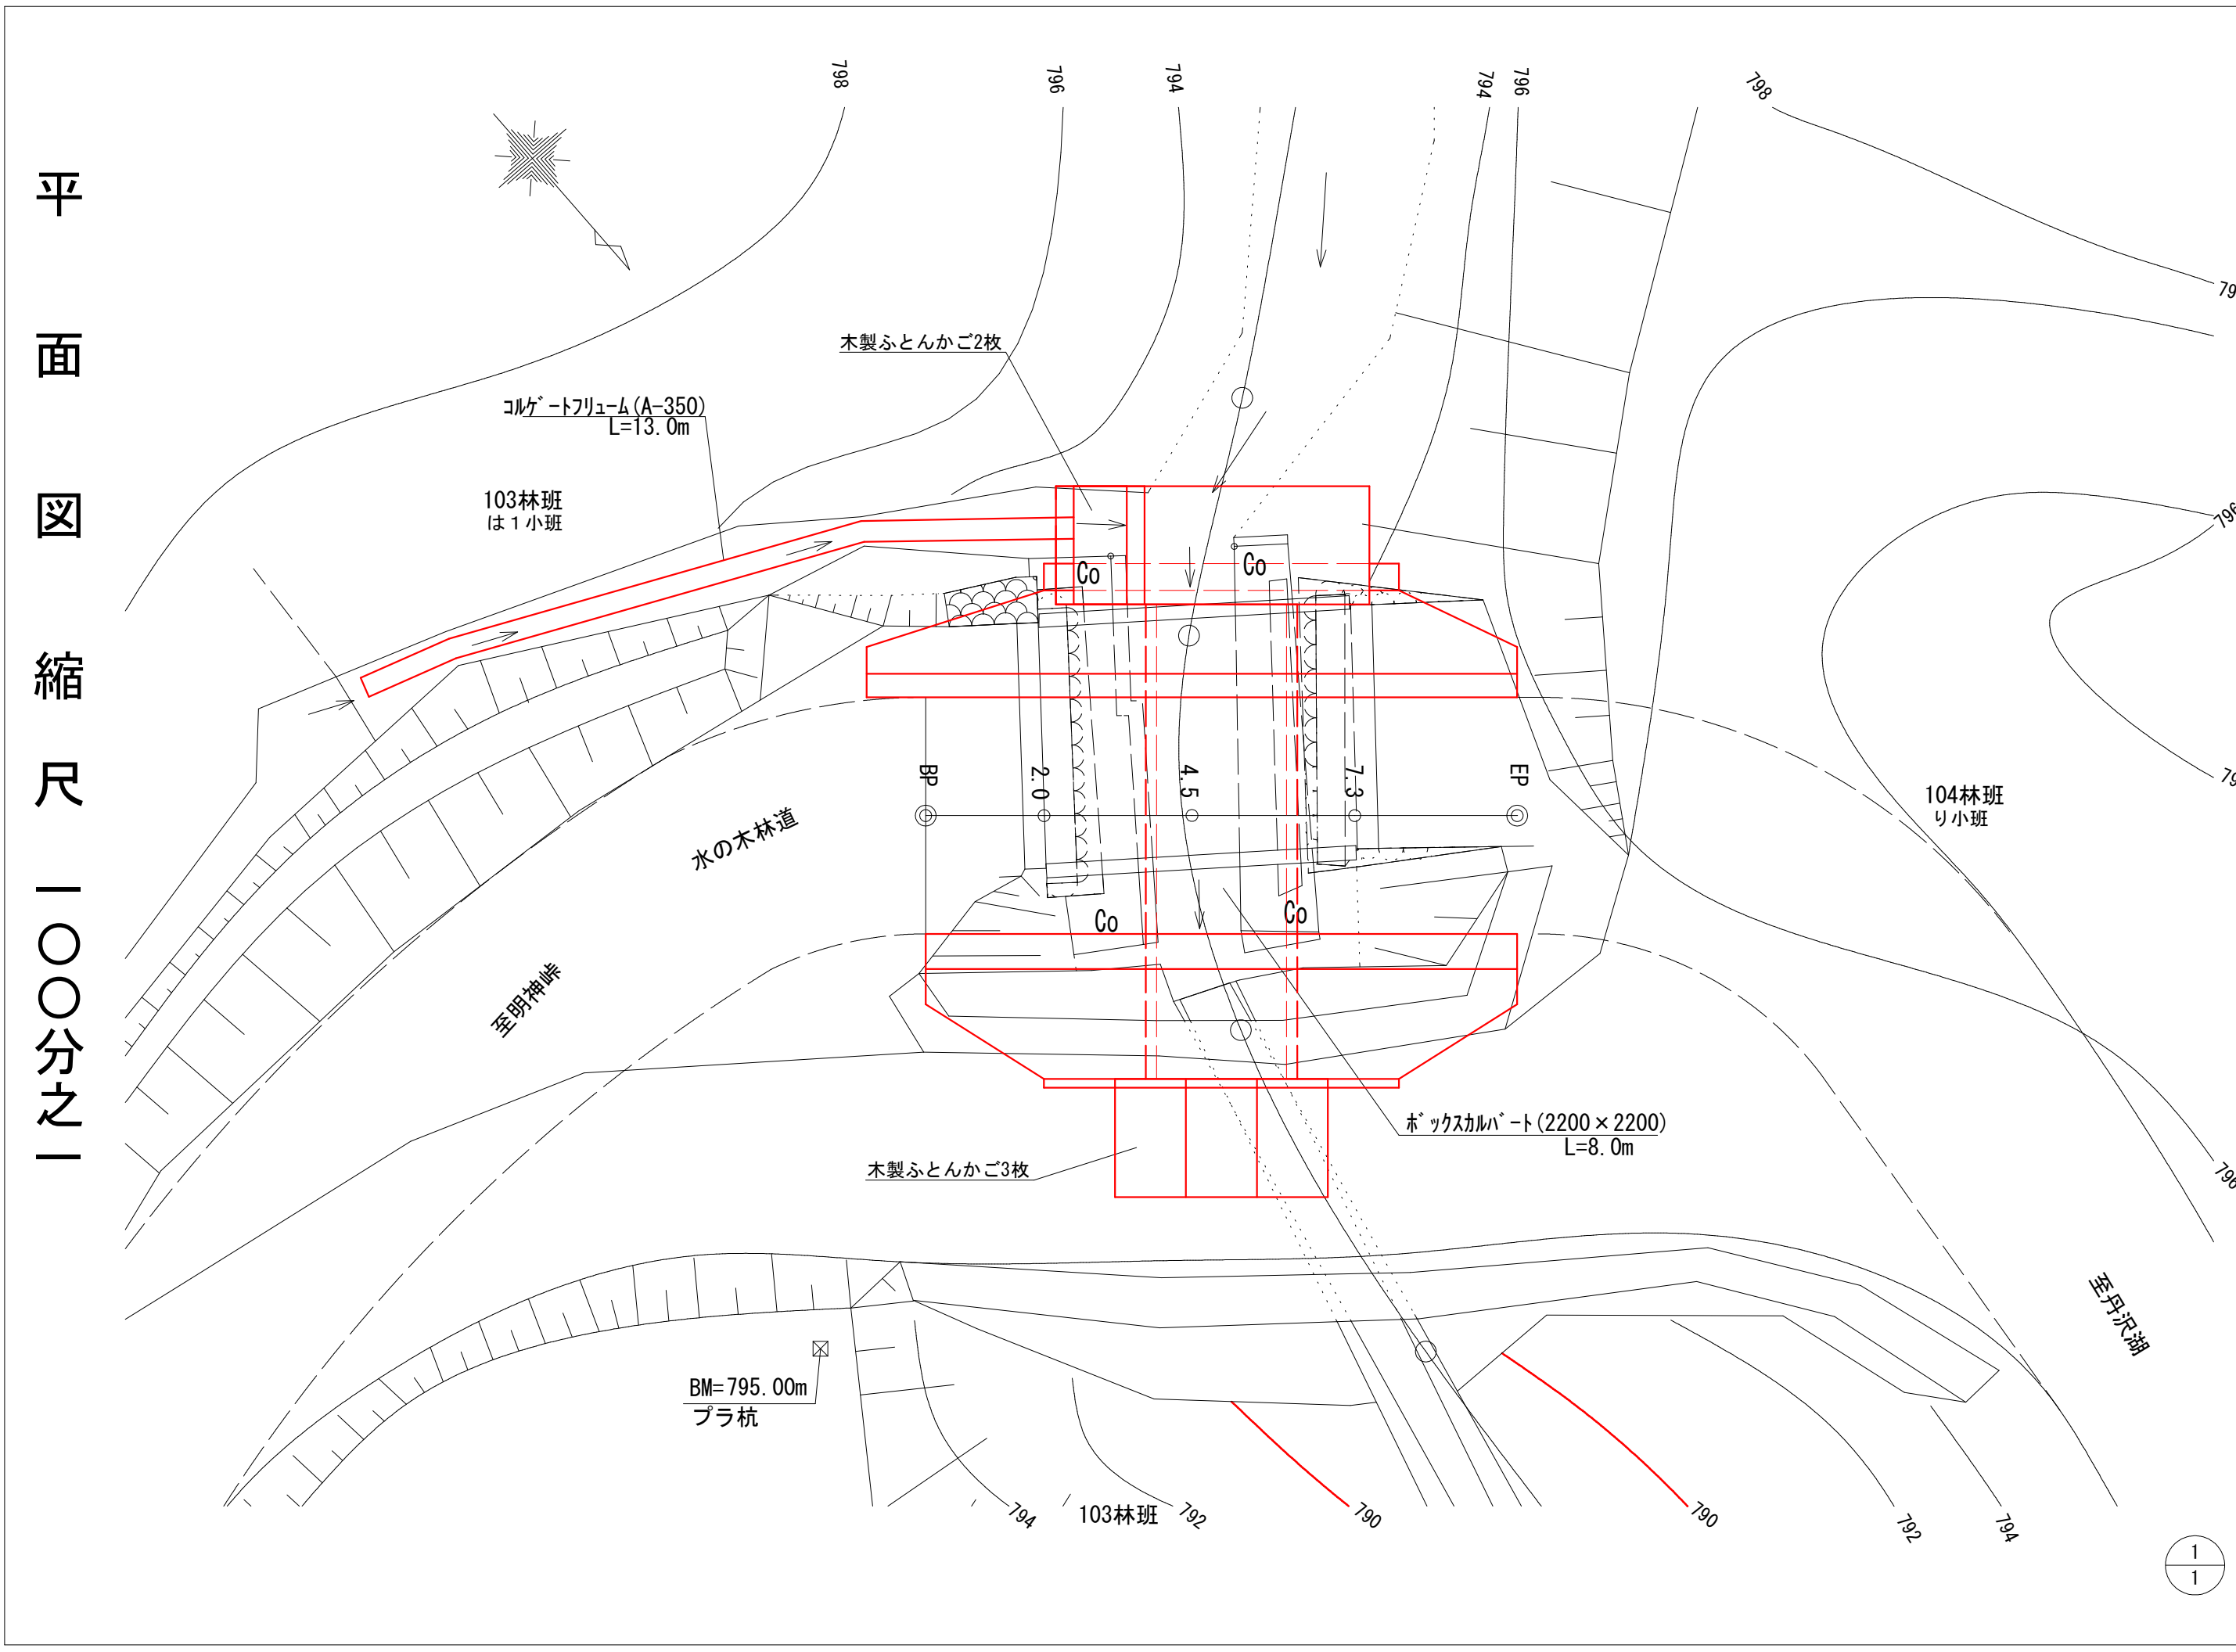 平面図 縮尺 一〇〇分之一
798
796
794
794
796
798
木製ふとんかご2枚
コルゲートフリューム(A-350)
L=13.0m
103林班
は1小班
Co
Co
BP
2.0
4.5
7.3
EP
水の木林道
104林班
り小班
至明神峠
Co
Co
ボックスカルバート(2200×2200)
L=8.0m
木製ふとんかご3枚
796
至丹沢湖
BM=795.00m
プラ杭
794
103林班
792
790
790
792
794
1
1